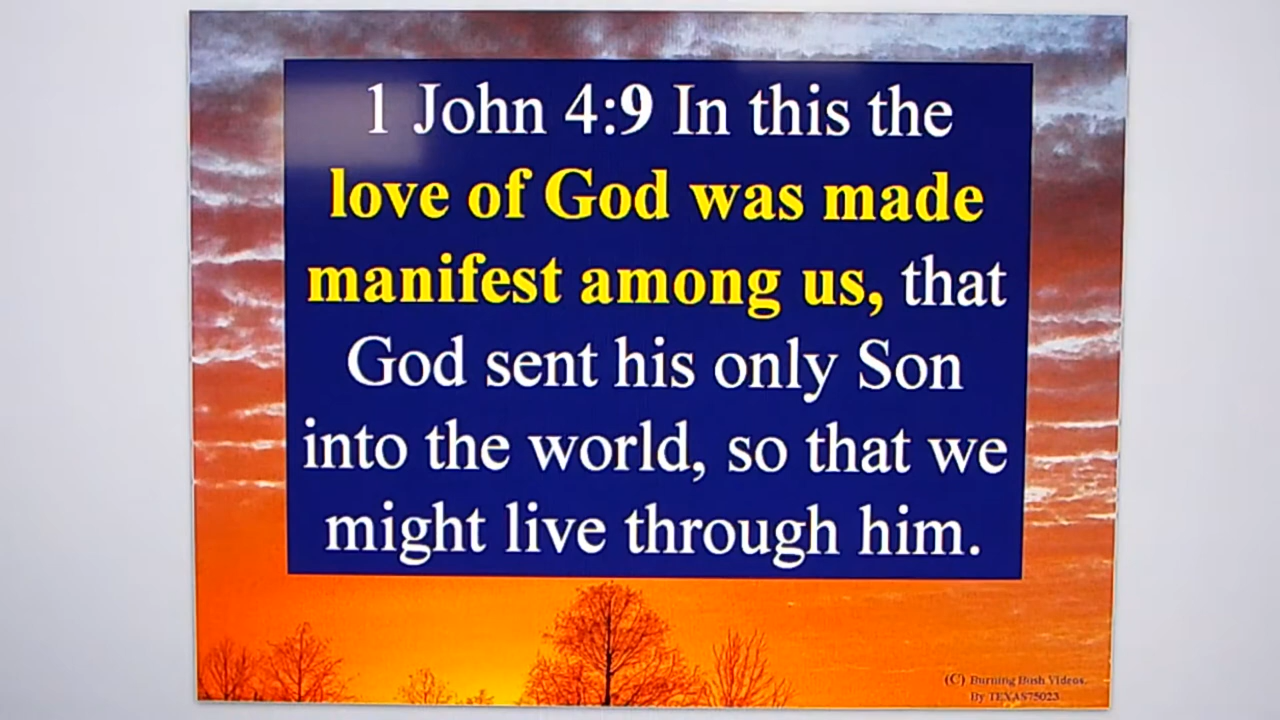 1 John 4:9 In this the
love of God was made
manifest among us, that
God sent his only Son
into the world, so that we
might live through him.
(C) Burning Bush Videos.
By TEXAS75023